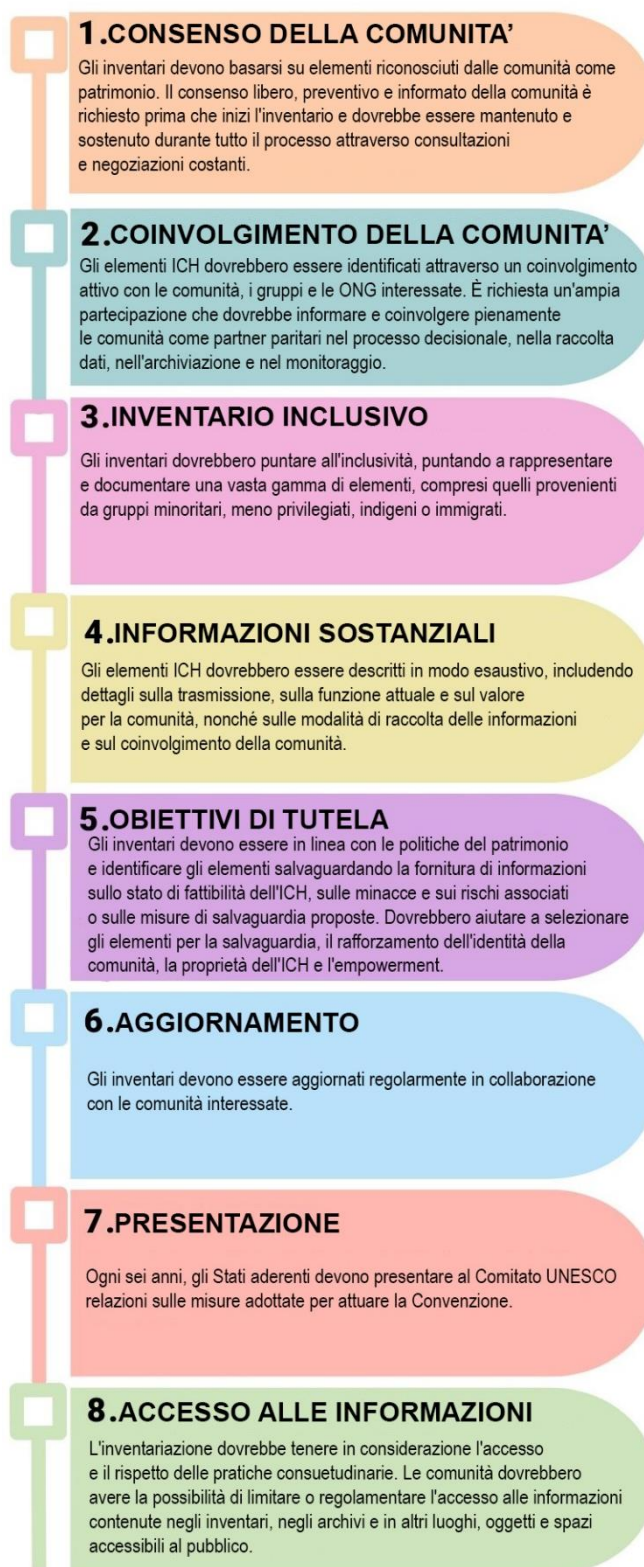 1.CONSENSO DELLA COMUNITA'
Gli inventari devono basarsi su elementi riconosciuti dalle comunità come
patrimonio. Il consenso libero, preventivo e informato della comunità è
richiesto prima che inizi l'inventario e dovrebbe essere mantenuto e
sostenuto durante tutto il processo attraverso consultazioni
e negoziazioni costanti.
2.COINVOLGIMENTO DELLA COMUNITA'
Gli elementi ICH dovrebbero essere identificati attraverso un coinvolgimento
attivo con le comunità, i gruppi e le ONG interessate. È richiesta un'ampia
partecipazione che dovrebbe informare e coinvolgere pienamente
le comunità come partner paritari nel processo decisionale, nella raccolta
dati, nell'archiviazione e nel monitoraggio.
3.INVENTARIO INCLUSIVO
Gli inventari dovrebbero puntare all'inclusività, puntando a rappresentare
e documentare una vasta gamma di elementi, compresi quelli provenienti
da gruppi minoritari, meno privilegiati, indigeni o immigrati.
4.INFORMAZIONI SOSTANZIALI
Gli elementi ICH dovrebbero essere descritti in modo esaustivo, includendo
dettagli sulla trasmissione, sulla funzione attuale e sul valore
per la comunità, nonché sulle modalità di raccolta delle informazioni
e sul coinvolgimento della comunità.
5.OBIETTIVI DI TUTELA
Gli inventari devono essere in linea con le politiche del patrimonio
e identificare gli elementi salvaguardando la fornitura di informazioni
sullo stato di fattibilità dell'ICH, sulle minacce e sui rischi associati
o sulle misure di salvaguardia proposte. Dovrebbero aiutare a selezionare
gli elementi per la salvaguardia, il rafforzamento dell'identità della
comunità, la proprietà dell'ICH e l'empowerment.
6.AGGIORNAMENTO
Gli inventari devono essere aggiornati regolarmente in collaborazione
con le comunità interessate.
7.PRESENTAZIONE
Ogni sei anni, gli Stati aderenti devono presentare al Comitato UNESCO
relazioni sulle misure adottate per attuare la Convenzione.
8.ACCESSO ALLE INFORMAZIONI
L'inventariazione dovrebbe tenere in considerazione l'accesso
e il rispetto delle pratiche consuetudinarie. Le comunità dovrebbero
avere la possibilità di limitare o regolamentare l'accesso alle informazioni
contenute negli inventari, negli archivi e in altri luoghi, oggetti e spazi
accessibili al pubblico.